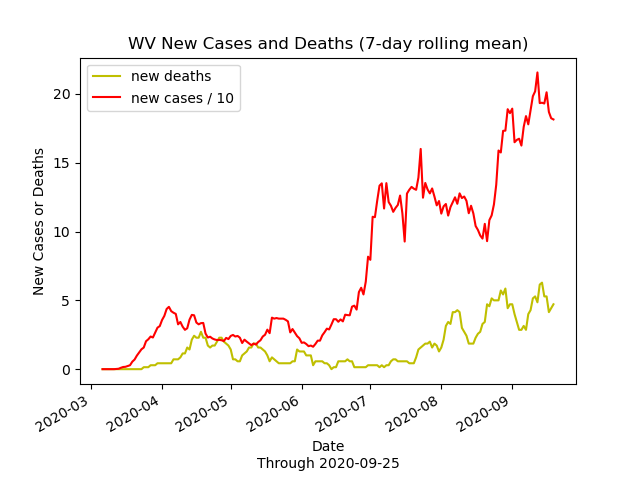 WV New Cases and Deaths (7-day rolling mean)
new deaths
new cases / 10
New Cases or Deaths
20
15
10
5
0
2020-03
2020-04
2020-05
2020-06
2020-07
2020-08
2020-09
Date
Through 2020-09-25